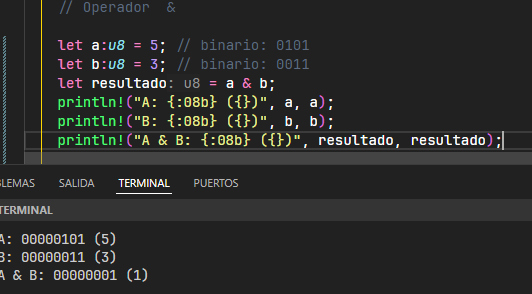 // Operador &
let a:u8 = 5; // binario: 0101
let b:u8 = 3; // binario: 0011
let resultado: u8 = a & b;
println!("A: {:08b} ({})", a, a);
println!("B: {:08b} ({})", b, b);
println!("A & B: {:08b} ({})", resultado, resultado);
LEMAS SALIDA TERMINAL PUERTOS
TERMINAL
A: 00000101 (5)
B: 00000011 (3)
A & B: 00000001 (1)